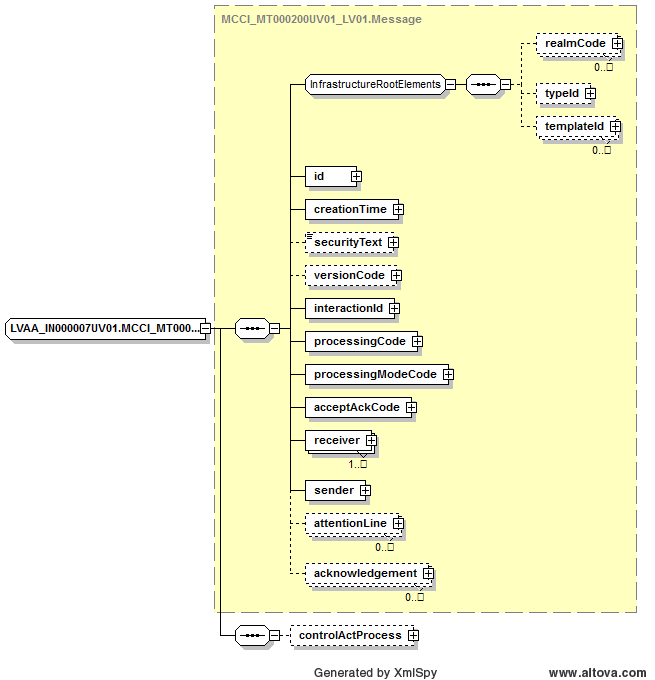 MCCI_MT000200UV01_LV01.Message
realmCode
0..□
InfrastructureRootElements
typeId
templateId
0..□
id
creationTime
securityText
versionCode
interactionId
LVAA_IN000007UV01.MCCI_MT000...
processingCode
processingModeCode
acceptAckCode
receiver
1..□
sender
attentionLine
0..□
acknowledgement
0..□
controlActProcess
Generated by XmlSpy
www.altova.com